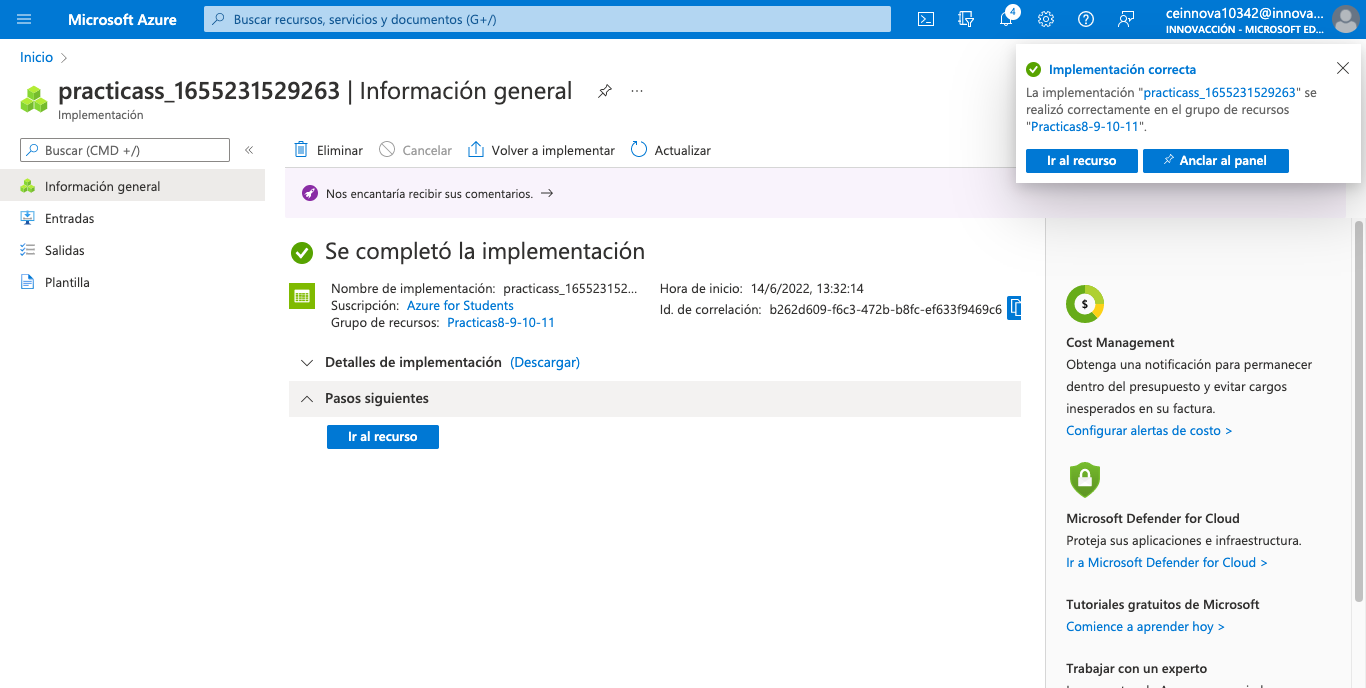 Microsoft Azure
Buscar recursos, servicios y documentos (G+/)
4
ceinnova10342@innova...
INNOVACCIÓN - MICROSOFT ED...
Inicio
practicass_1655231529263 | Información general
...
Implementación
Implementación correcta
La implementación "practicass_1655231529263" se
realizó correctamente en el grupo de recursos
"Practicas8-9-10-11".
Ir al recurso
Anclar al panel
Buscar (CMD +/)
Información general
Entradas
Salidas
Plantilla
Eliminar
Cancelar
Volver a implementar
Actualizar
Nos encantaría recibir sus comentarios. →
Se completó la implementación
Nombre de implementación: practicass_165523152...
Suscripción: Azure for Students
Grupo de recursos: Practicas8-9-10-11
Hora de inicio: 14/6/2022, 13:32:14
Id. de correlación: b262d609-f6c3-472b-b8fc-ef633f9469c6
Detalles de implementación (Descargar)
Pasos siguientes
Ir al recurso
$
Cost Management
Obtenga una notificación para permanecer
dentro del presupuesto y evitar cargos
inesperados en su factura.
Configurar alertas de costo >
Microsoft Defender for Cloud
Proteja sus aplicaciones e infraestructura.
Ir a Microsoft Defender for Cloud >
Tutoriales gratuitos de Microsoft
Comience a aprender hoy >
Trabajar con un experto